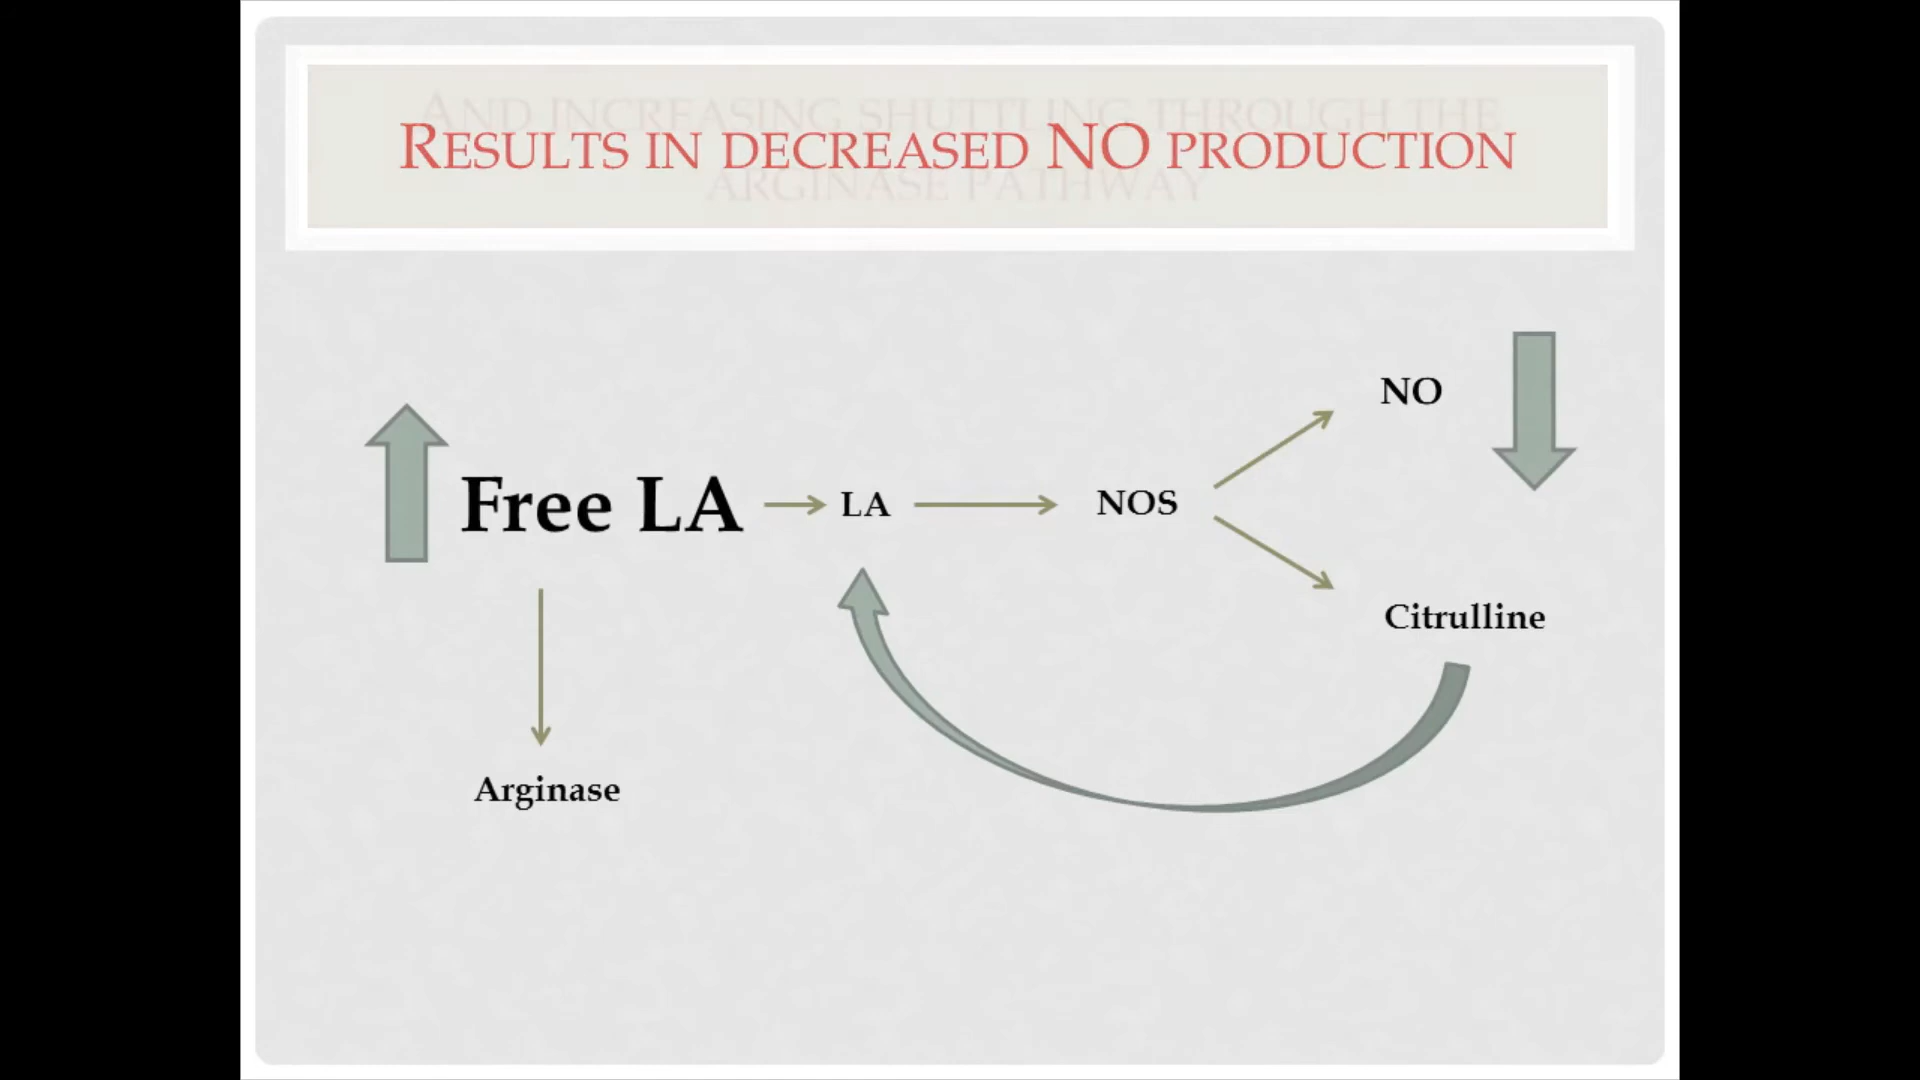 AND INCREASING SHUTTLING THROUGH THE
RESULTS IN DECREASED NO PRODUCTION
ARGINASE PATHWAY
NO
Free LA
LA
NOS
Citrulline
Arginase